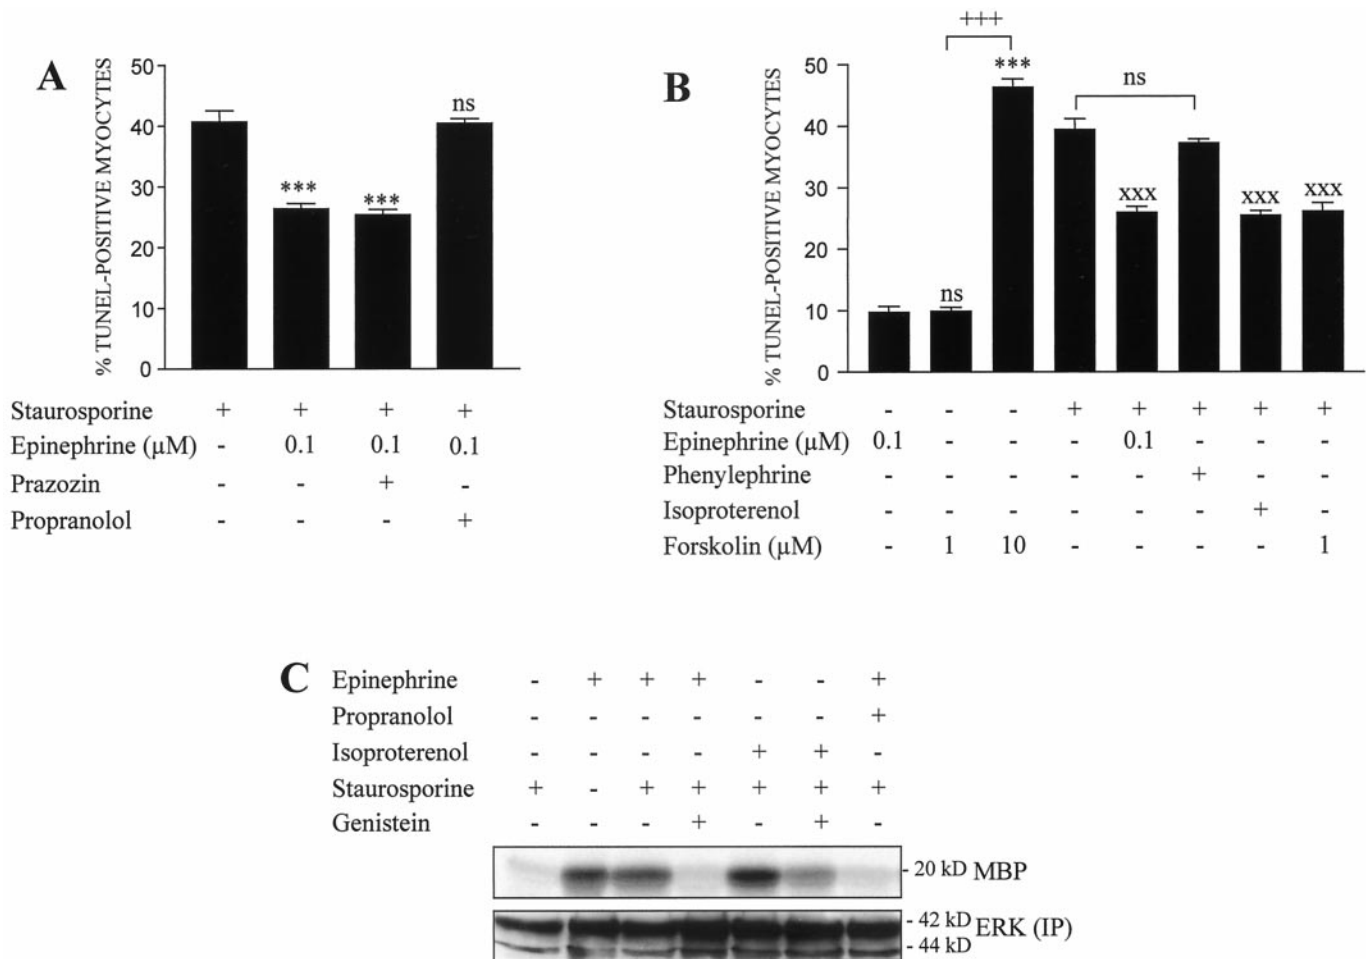 A
% TUNEL-POSITIVE MYOCYTES
50
40
30
20
10
0
***
***
ns
Staurosporine + + + +
Epinephrine (µM) - 0.1 0.1 0.1
Prazozin - - + -
Propranolol - - - +
B
% TUNEL-POSITIVE MYOCYTES
50
40
30
20
10
0
+++
ns
***
ns
xxx
xxx
xxx
Staurosporine - - - + + + + +
Epinephrine (µM) 0.1 - - - 0.1 - - -
Phenylephrine - - - - - + - -
Isoproterenol - - - - - - + -
Forskolin (µM) - 1 10 - - - - 1
C
Epinephrine - + + + - - +
Propranolol - - - - - - +
Isoproterenol - - - - + + -
Staurosporine + - + + + + +
Genistein - - - + - + -
- 20 kD MBP
- 42 kD ERK (IP)
- 44 kD